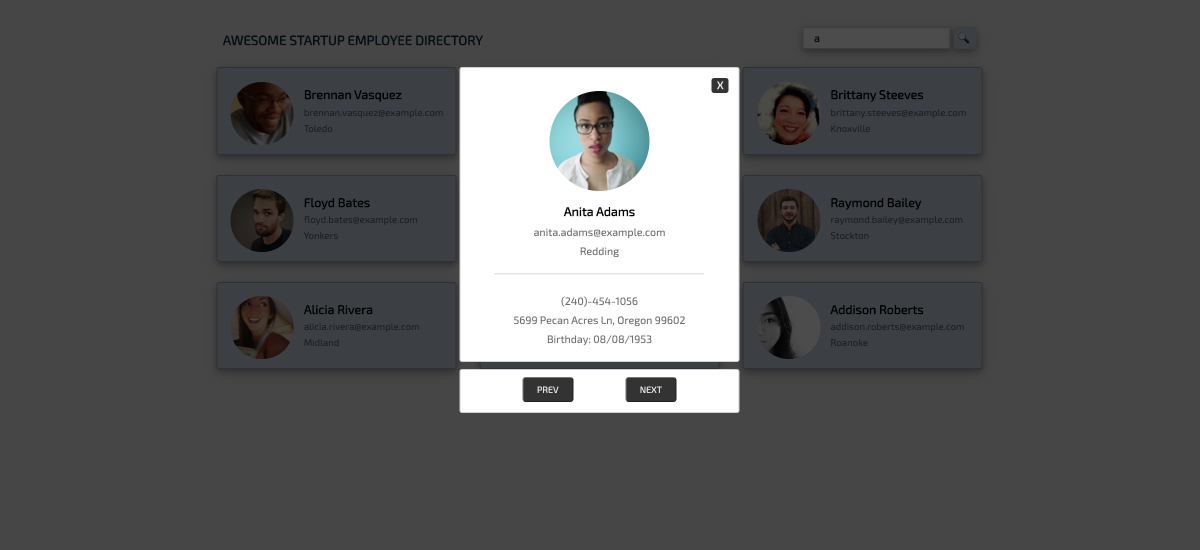 AWESOME STARTUP EMPLOYEE DIRECTORY
a
Brennan Vasquez
brennan.vasquez@example.com
Toledo
X
Anita Adams
anita.adams@example.com
Redding
(240)-454-1056
5699 Pecan Acres Ln, Oregon 99602
Birthday: 08/08/1953
PREV
NEXT
Brittany Steeves
brittany.steeves@example.com
Knoxville
Floyd Bates
floyd.bates@example.com
Yonkers
Raymond Bailey
raymond.bailey@example.com
Stockton
Alicia Rivera
alicia.rivera@example.com
Midland
Addison Roberts
addison.roberts@example.com
Roanoke